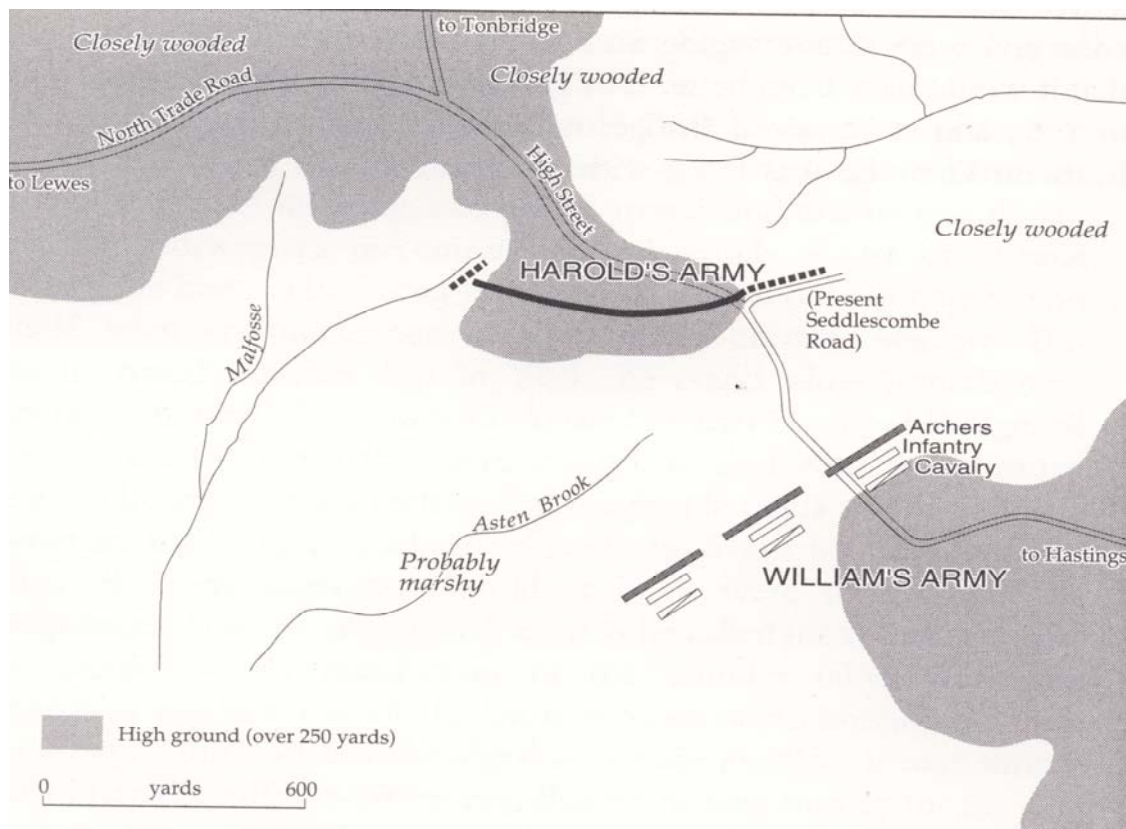 to Tonbridge
Closely wooded
Closely wooded
North Trade Road
to Lewes
High Street
Closely wooded
HAROLD'S ARMY
(Present
Seddlescombe
Road)
Malfosse
Archers
Infantry
Cavalry
Asten Brook
Probably
marshy
to Hastings
WILLIAM'S ARMY
High ground (over 250 yards)
0 yards 600